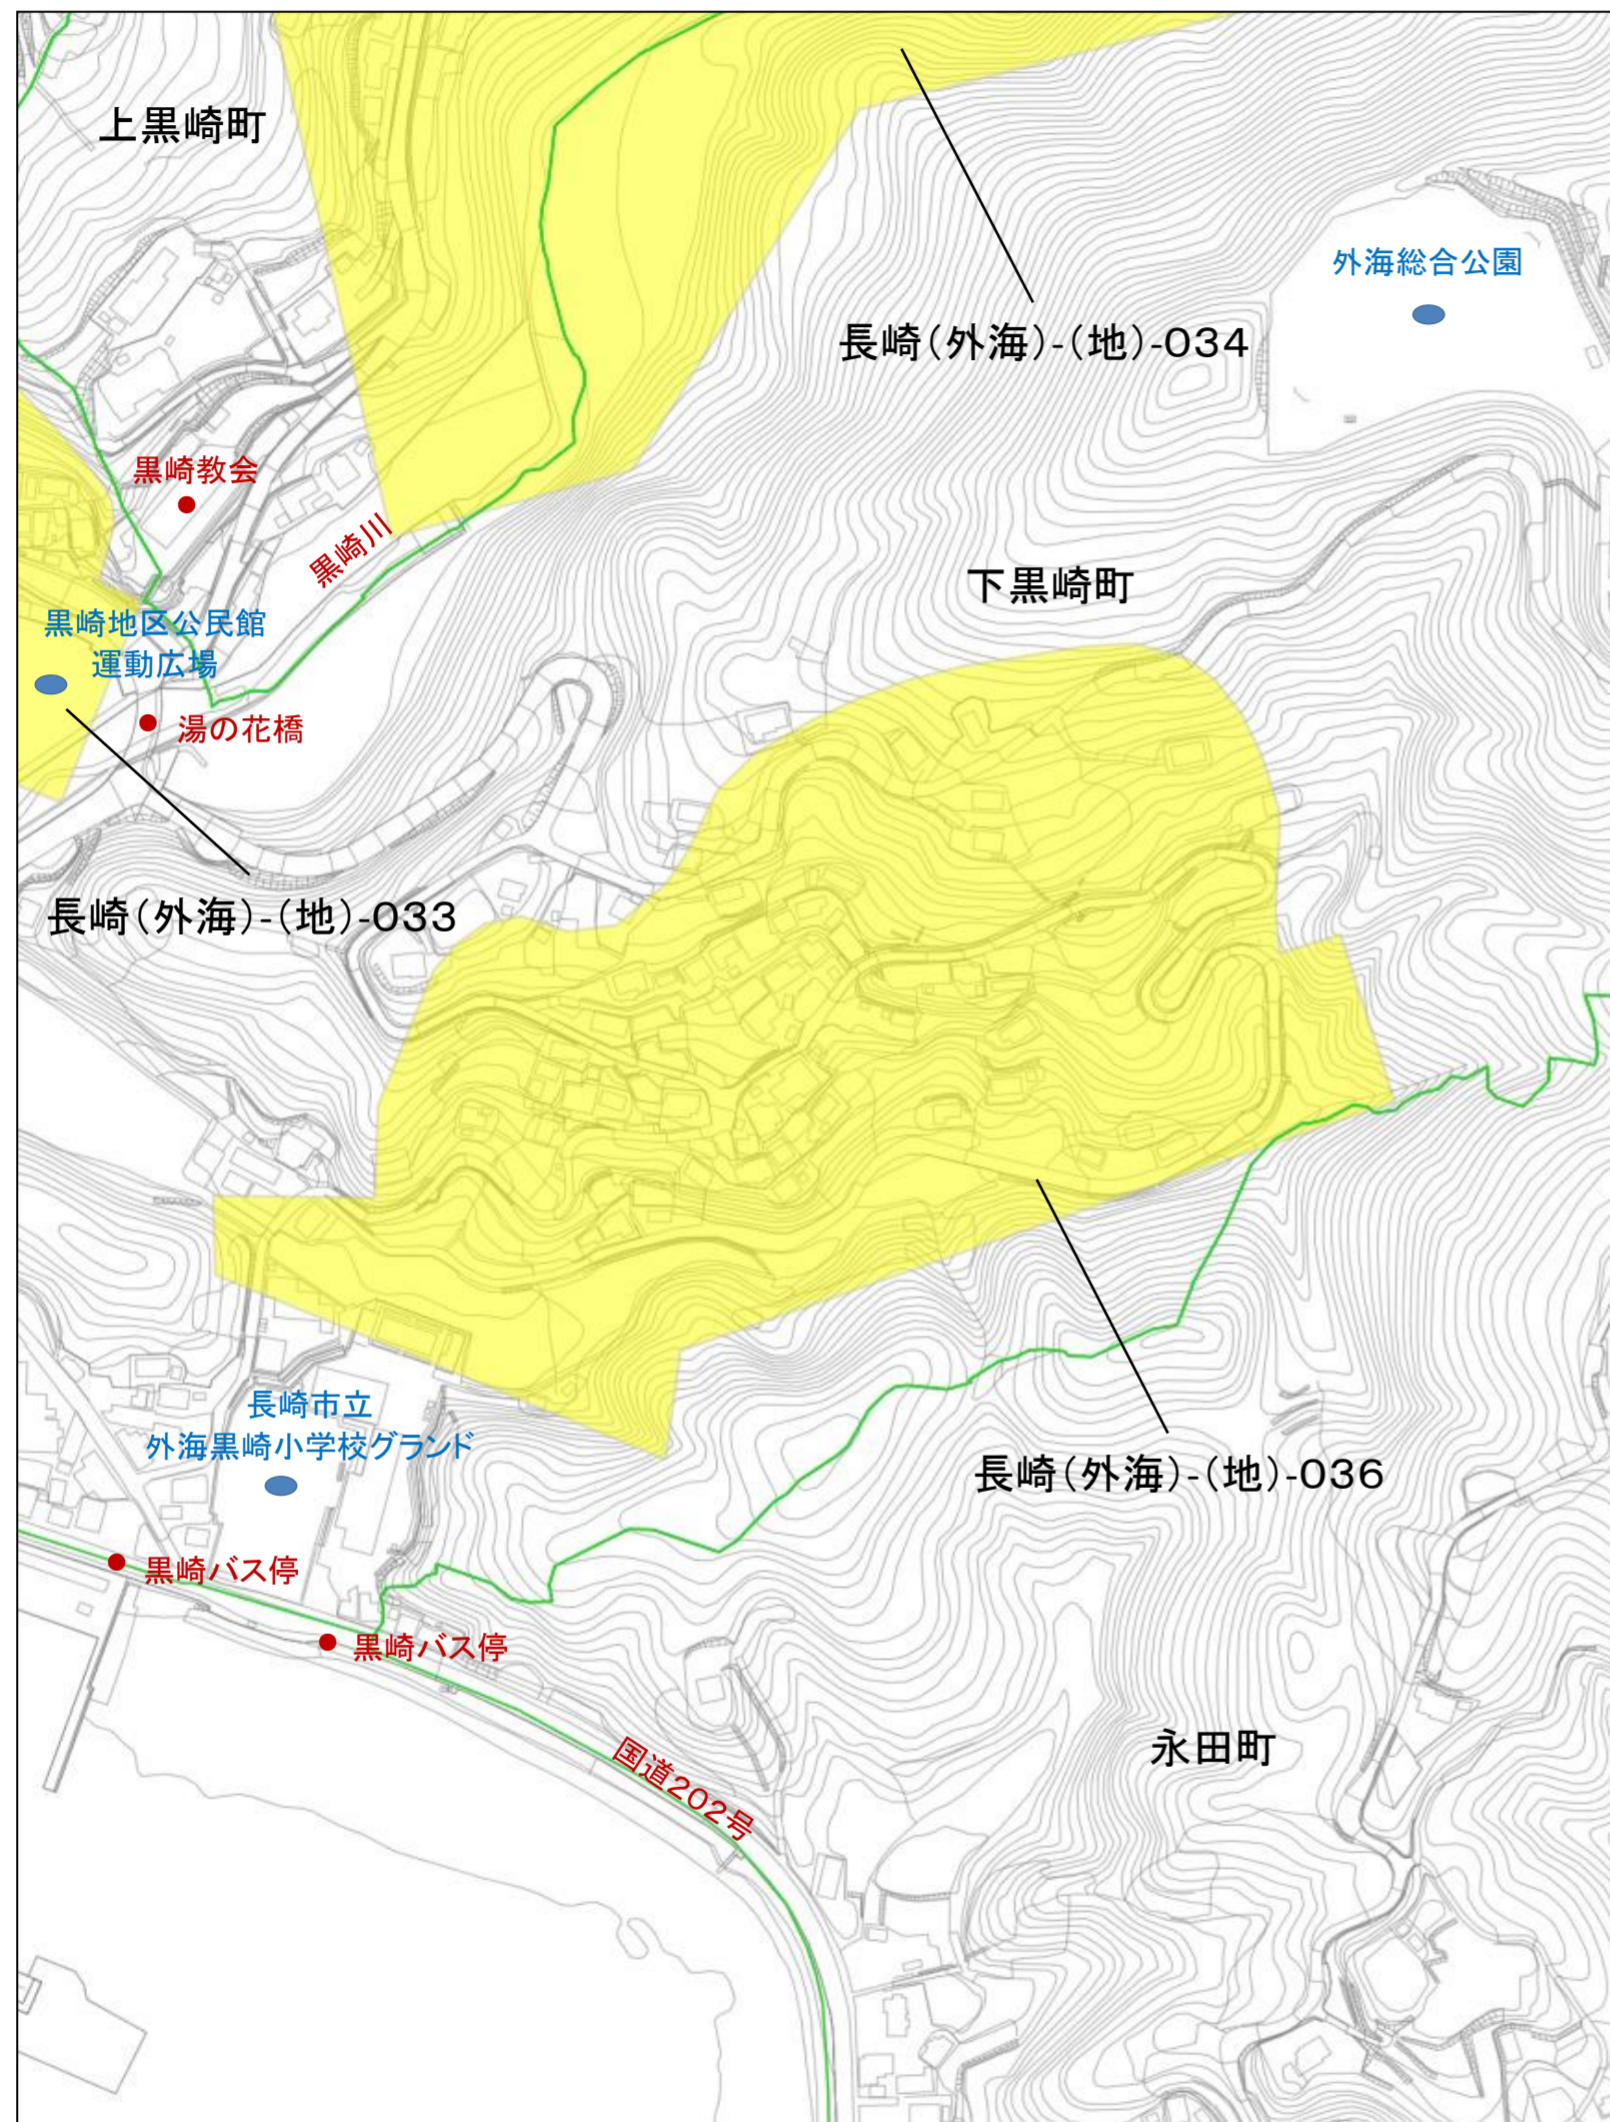 上黒崎町
外海総合公園
長崎(外海)-(地)-034
黒崎教会
黒崎川
下黒崎町
黒崎地区公民館
運動広場
湯の花橋
長崎(外海)-(地)-033
長崎市立
外海黒崎小学校グランド
長崎(外海)-(地)-036
黒崎バス停
黒崎バス停
国道202号
永田町